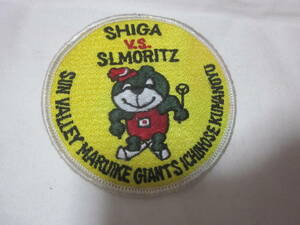 SHIGA
V.S.
St.MORITZ
SUN VALLEY MARUIKE GIANTS ICHINOSE KUMANOYU